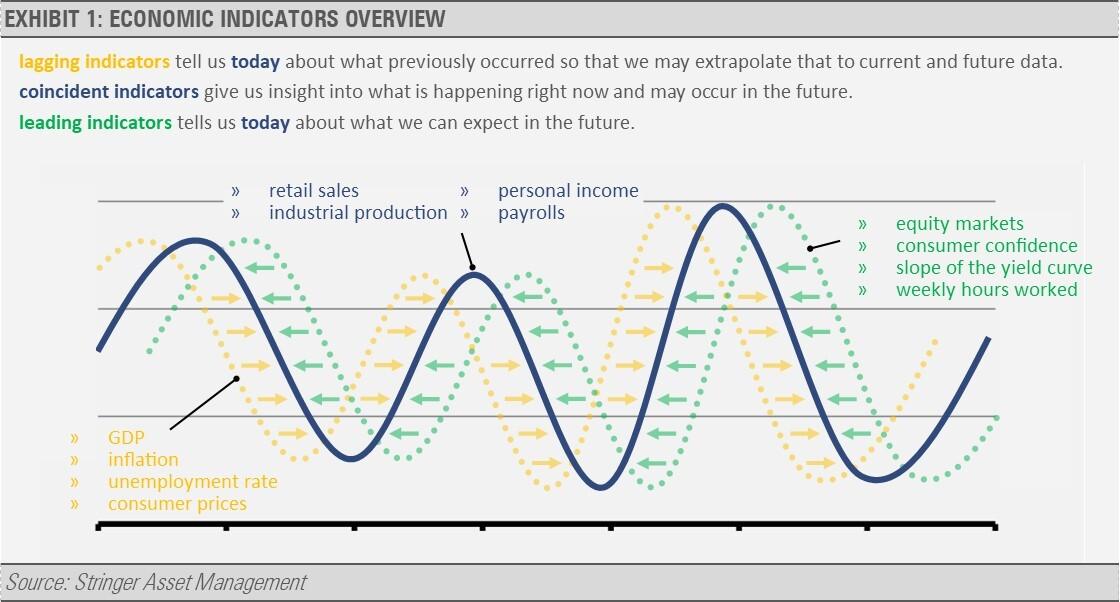 EXHIBIT 1: ECONOMIC INDICATORS OVERVIEW
lagging indicators tell us today about what previously occurred so that we may extrapolate that to current and future data.
coincident indicators give us insight into what is happening right now and may occur in the future.
leading indicators tells us today about what we can expect in the future.
» retail sales » personal income
» industrial production » payrolls
» equity markets
» consumer confidence
» slope of the yield curve
» weekly hours worked
» GDP
» inflation
» unemployment rate
» consumer prices
Source: Stringer Asset Management